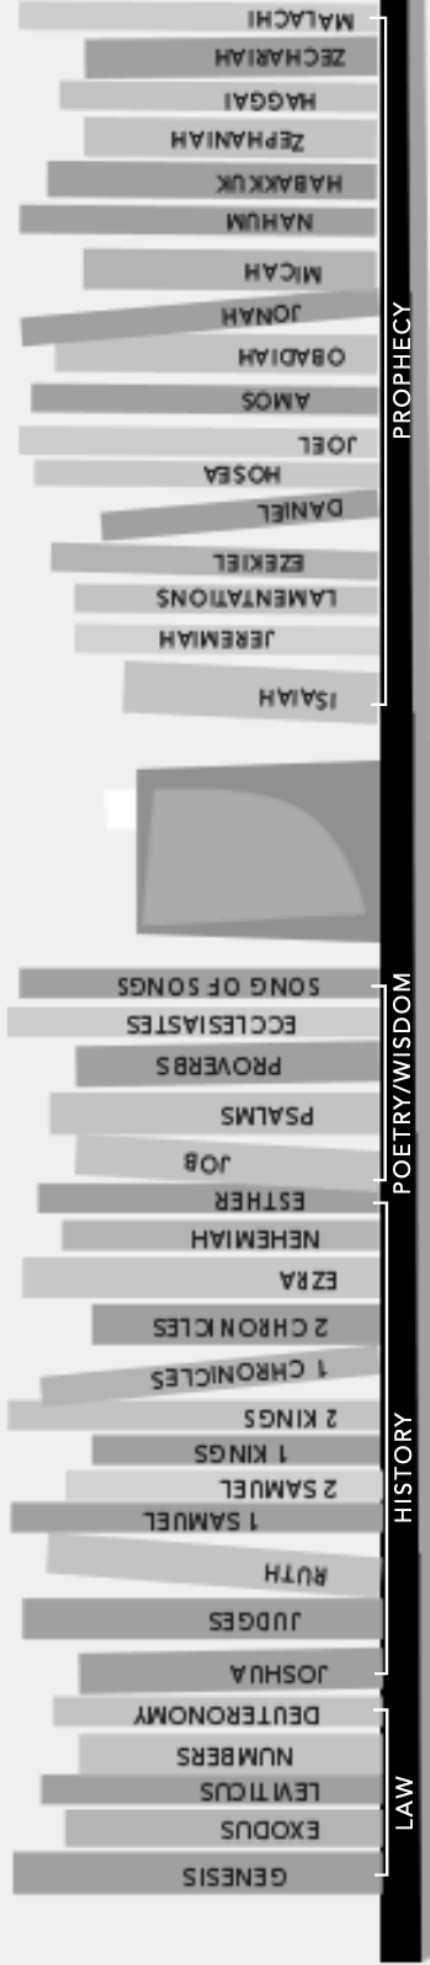 GENESIS
EXODUS
LEVITICUS
NUMBERS
DEUTERONOMY
JOSHUA
JUDGES
RUTH
1 SAMUEL
2 SAMUEL
1 KINGS
2 KINGS
1 CHRONICLES
2 CHRONICLES
EZRA
NEHEMIAH
ESTHER
JOB
PSALMS
PROVERBS
ECCLESIASTES
SONG OF SONGS
ISAIAH
JEREMIAH
LAMENTATIONS
EZEKIEL
DANIEL
HOSEA
JOEL
AMOS
OBADIAH
JONAH
MICAH
NAHUM
HABAKKUK
ZEPHANIAH
HAGGAI
ZECHARIAH
MALACHI
LAW
HISTORY
POETRY/WISDOM
PROPHECY